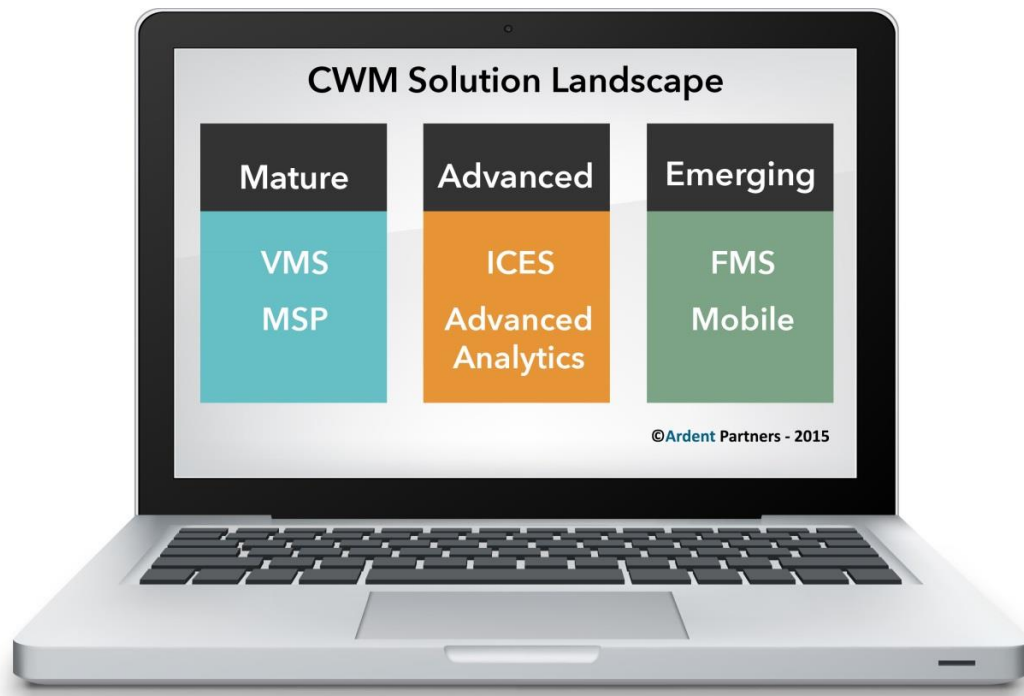 CWM Solution Landscape
Mature
VMS
MSP
Advanced
ICES
Advanced
Analytics
Emerging
FMS
Mobile
©Ardent Partners - 2015